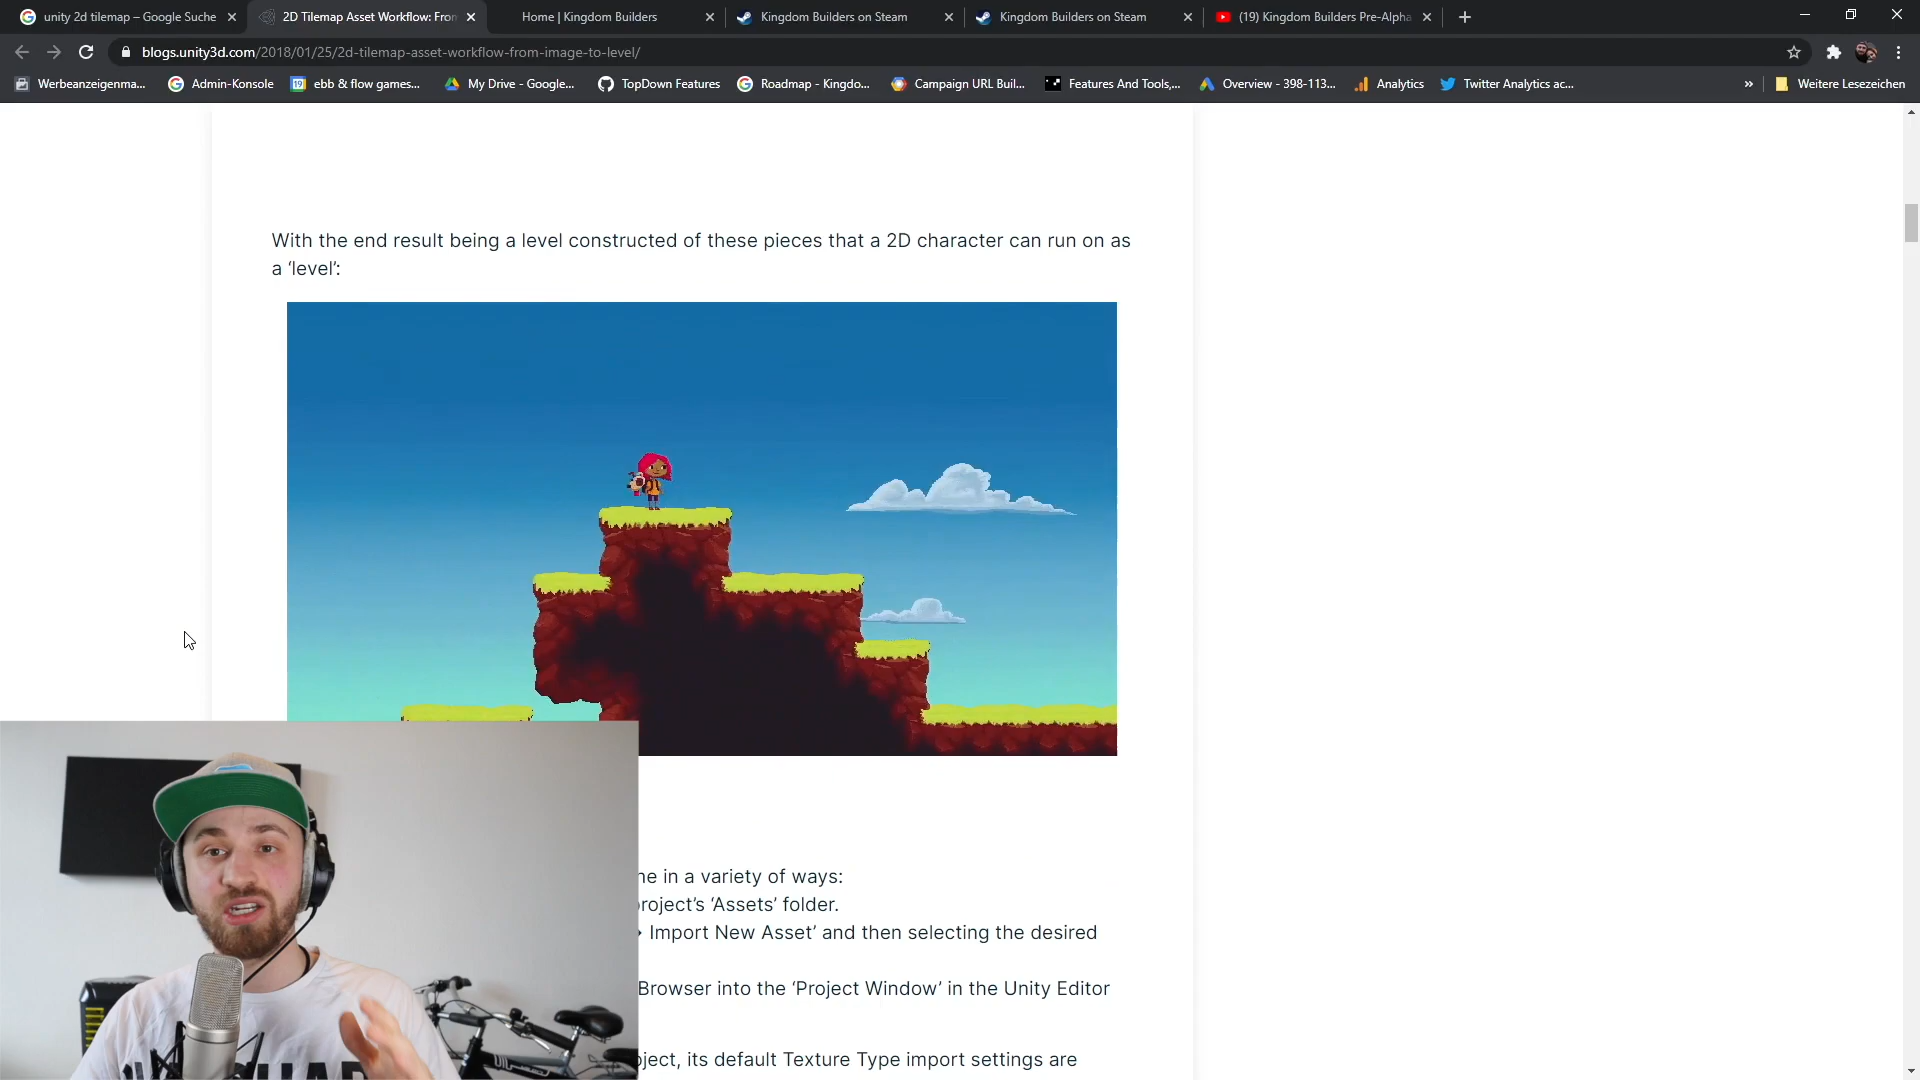 unity 2d tilemap – Google Suche
2D Tilemap Asset Workflow: Fron
Home | Kingdom Builders
Kingdom Builders on Steam
Kingdom Builders on Steam
(19) Kingdom Builders Pre-Alpha
blogs.unity3d.com/2018/01/25/2d-tilemap-asset-workflow-from-image-to-level/
Werbeanzeigenma...
Admin-Konsole
ebb & flow games...
My Drive - Google...
TopDown Features
Roadmap - Kingdo...
Campaign URL Buil...
Features And Tools,...
Overview - 398-113...
Analytics
Twitter Analytics ac...
»
Weitere Lesezeichen
With the end result being a level constructed of these pieces that a 2D character can run on as
a ‘level’:
ne in a variety of ways:
project’s ‘Assets’ folder.
Import New Asset’ and then selecting the desired
Browser into the ‘Project Window’ in the Unity Editor
oject, its default Texture Type import settings are